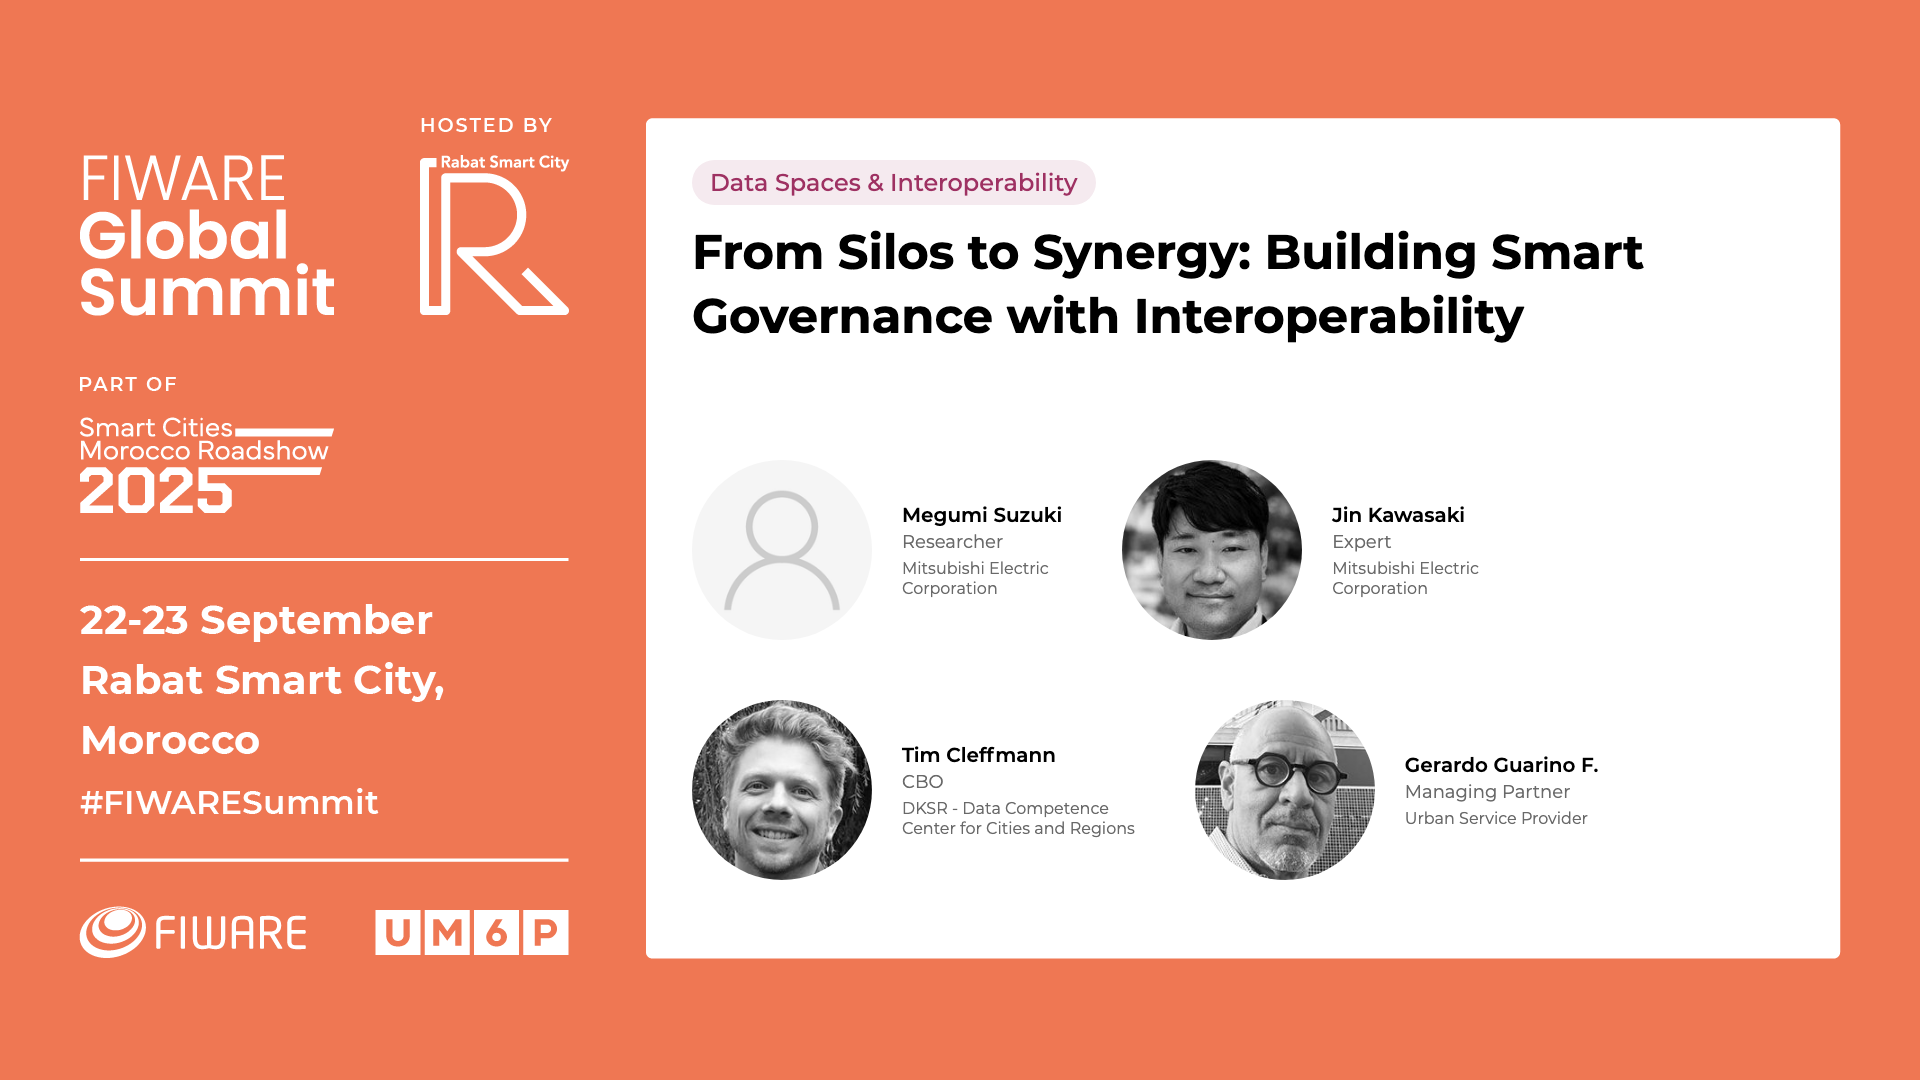 FIWARE
Global
Summit
HOSTED BY
Rabat Smart City
R
PART OF
Smart Cities
Morocco Roadshow
2025
22-23 September
Rabat Smart City,
Morocco
#FIWARESummit
FIWARE
UM6P
Data Spaces & Interoperability
From Silos to Synergy: Building Smart
Governance with Interoperability
Megumi Suzuki
Researcher
Mitsubishi Electric
Corporation
Jin Kawasaki
Expert
Mitsubishi Electric
Corporation
Tim Cleffmann
CBO
DKSR - Data Competence
Center for Cities and Regions
Gerardo Guarino F.
Managing Partner
Urban Service Provider